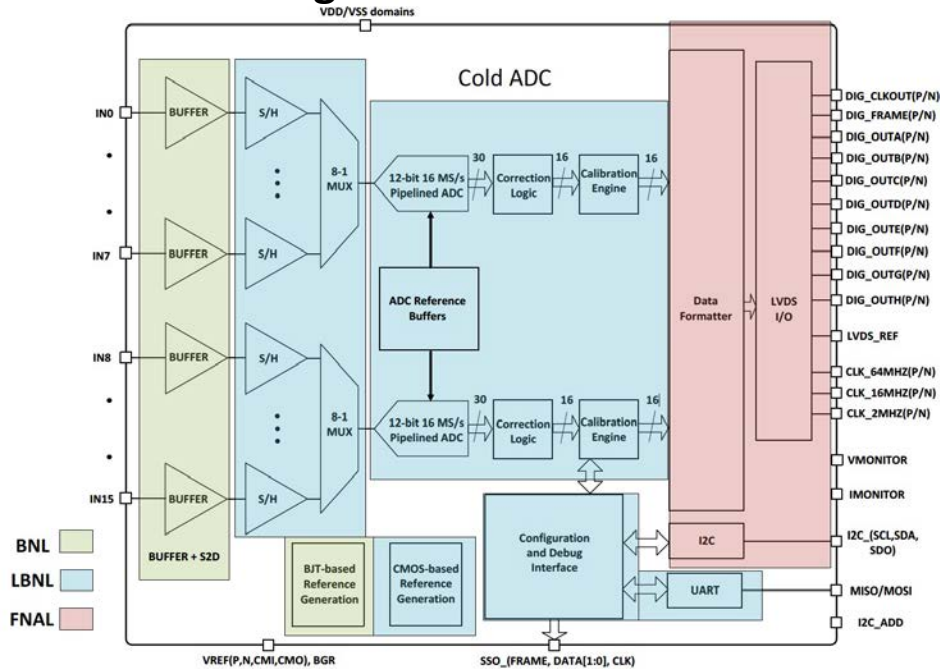 VDD/VSS domains
Cold ADC
IN0
BUFFER
S/H
8-1
MUX
12-bit 16 MS/s
Pipelined ADC
30
Correction
Logic
16
Calibration
Engine
16
IN7
BUFFER
S/H
ADC Reference
Buffers
Data
Formatter
LVDS
I/O
IN8
BUFFER
S/H
8-1
MUX
12-bit 16 MS/s
Pipelined ADC
30
Correction
Logic
16
Calibration
Engine
16
IN15
BUFFER
S/H
BUFFER + S2D
DIG_CLKOUT(P/N)
DIG_FRAME(P/N)
DIG_OUTA(P/N)
DIG_OUTB(P/N)
DIG_OUTC(P/N)
DIG_OUTD(P/N)
DIG_OUTE(P/N)
DIG_OUTF(P/N)
DIG_OUTG(P/N)
DIG_OUTH(P/N)
LVDS_REF
CLK_64MHZ(P/N)
CLK_16MHZ(P/N)
CLK_2MHZ(P/N)
VMONITOR
IMONITOR
I2C_(SCL,SDA,
SDO)
MISO/MOSI
I2C_ADD
BNL
LBNL
FNAL
BJT-based
Reference
Generation
CMOS-based
Reference
Generation
Configuration
and Debug
Interface
I2C
UART
VREF(P,N,CMI,CMO), BGR
SSO_(FRAME, DATA[1:0], CLK)